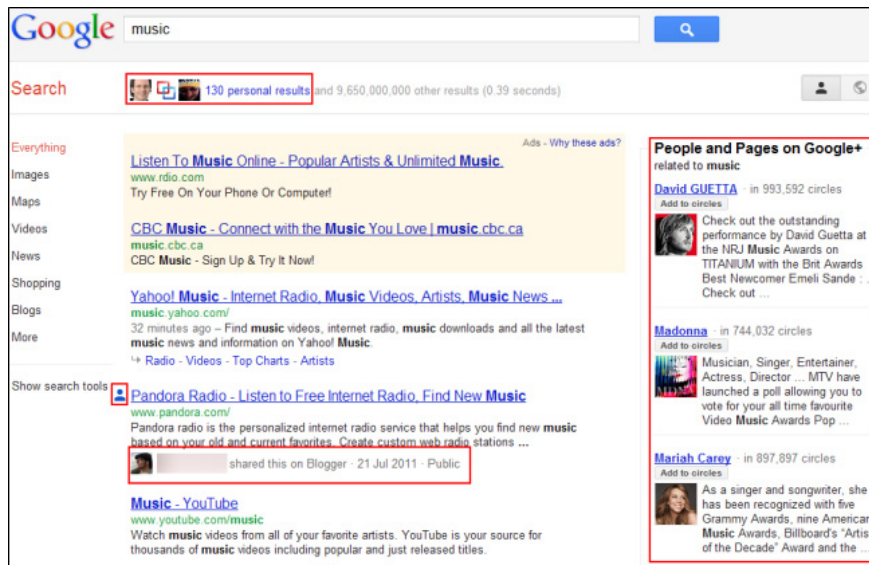 Google
music
Search
130 personal results and 9,650,000,000 other results (0.39 seconds)
Everything
Images
Maps
Videos
News
Shopping
Blogs
More
Show search tools
Ads - Why these ads?
Listen To Music Online - Popular Artists & Unlimited Music.
www.rdio.com
Try Free On Your Phone Or Computer!
CBC Music - Connect with the Music You Love | music.cbc.ca
music.cbc.ca
CBC Music - Sign Up & Try It Now!
Yahoo! Music - Internet Radio, Music Videos, Artists, Music News ...
music.yahoo.com/
32 minutes ago – Find music videos, internet radio, music downloads and all the latest
music news and information on Yahoo! Music.
Radio - Videos - Top Charts - Artists
Pandora Radio - Listen to Free Internet Radio, Find New Music
www.pandora.com/
Pandora radio is the personalized internet radio service that helps you find new music
based on your old and current favorites. Create custom web radio stations ...
shared this on Blogger · 21 Jul 2011 · Public
Music - YouTube
www.youtube.com/music
Watch music videos from all of your favorite artists. YouTube is your source for
thousands of music videos including popular and just released titles.
People and Pages on Google+
related to music
David GUETTA · in 993,592 circles
Add to circles
Check out the outstanding
performance by David Guetta at
the NRJ Music Awards on
TITANIUM with the Brit Awards
Best Newcomer Emeli Sande : ..
Check out ...
Madonna · in 744,032 circles
Add to circles
Musician, Singer, Entertainer,
Actress, Director ... MTV have
launched a poll allowing you to
vote for your all time favourite
Video Music Awards Pop ...
Mariah Carey · in 897,897 circles
Add to circles
As a singer and songwriter, she
has been recognized with five
Grammy Awards, nine American
Music Awards, Billboard's "Artis
of the Decade" Award and the ...